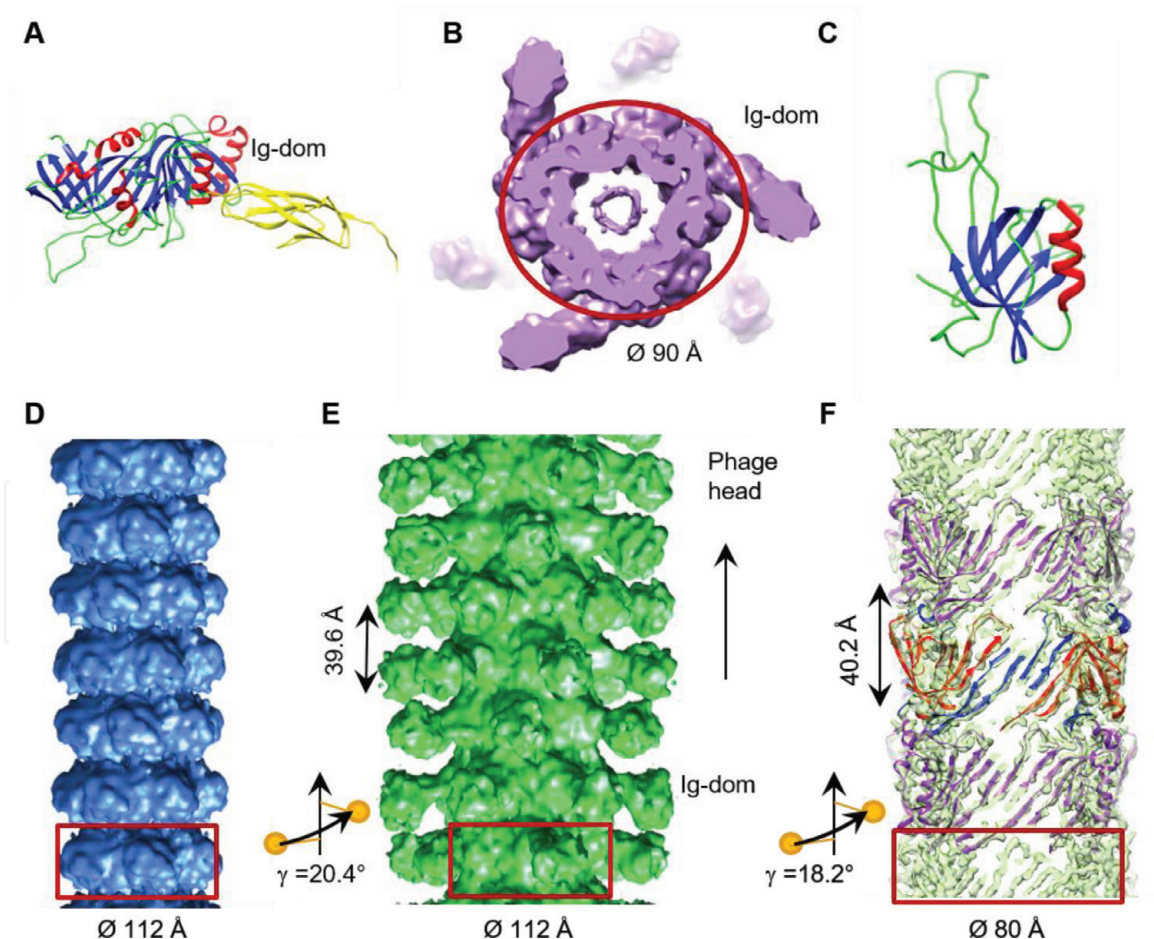 A
B
C
Ig-dom
Ig-dom
Ø 90 Å
D
E
F
Phage
head
39.6 Å
40.2 Å
Ig-dom
γ =20.4°
γ =18.2°
Ø 112 Å
Ø 112 Å
Ø 80 Å